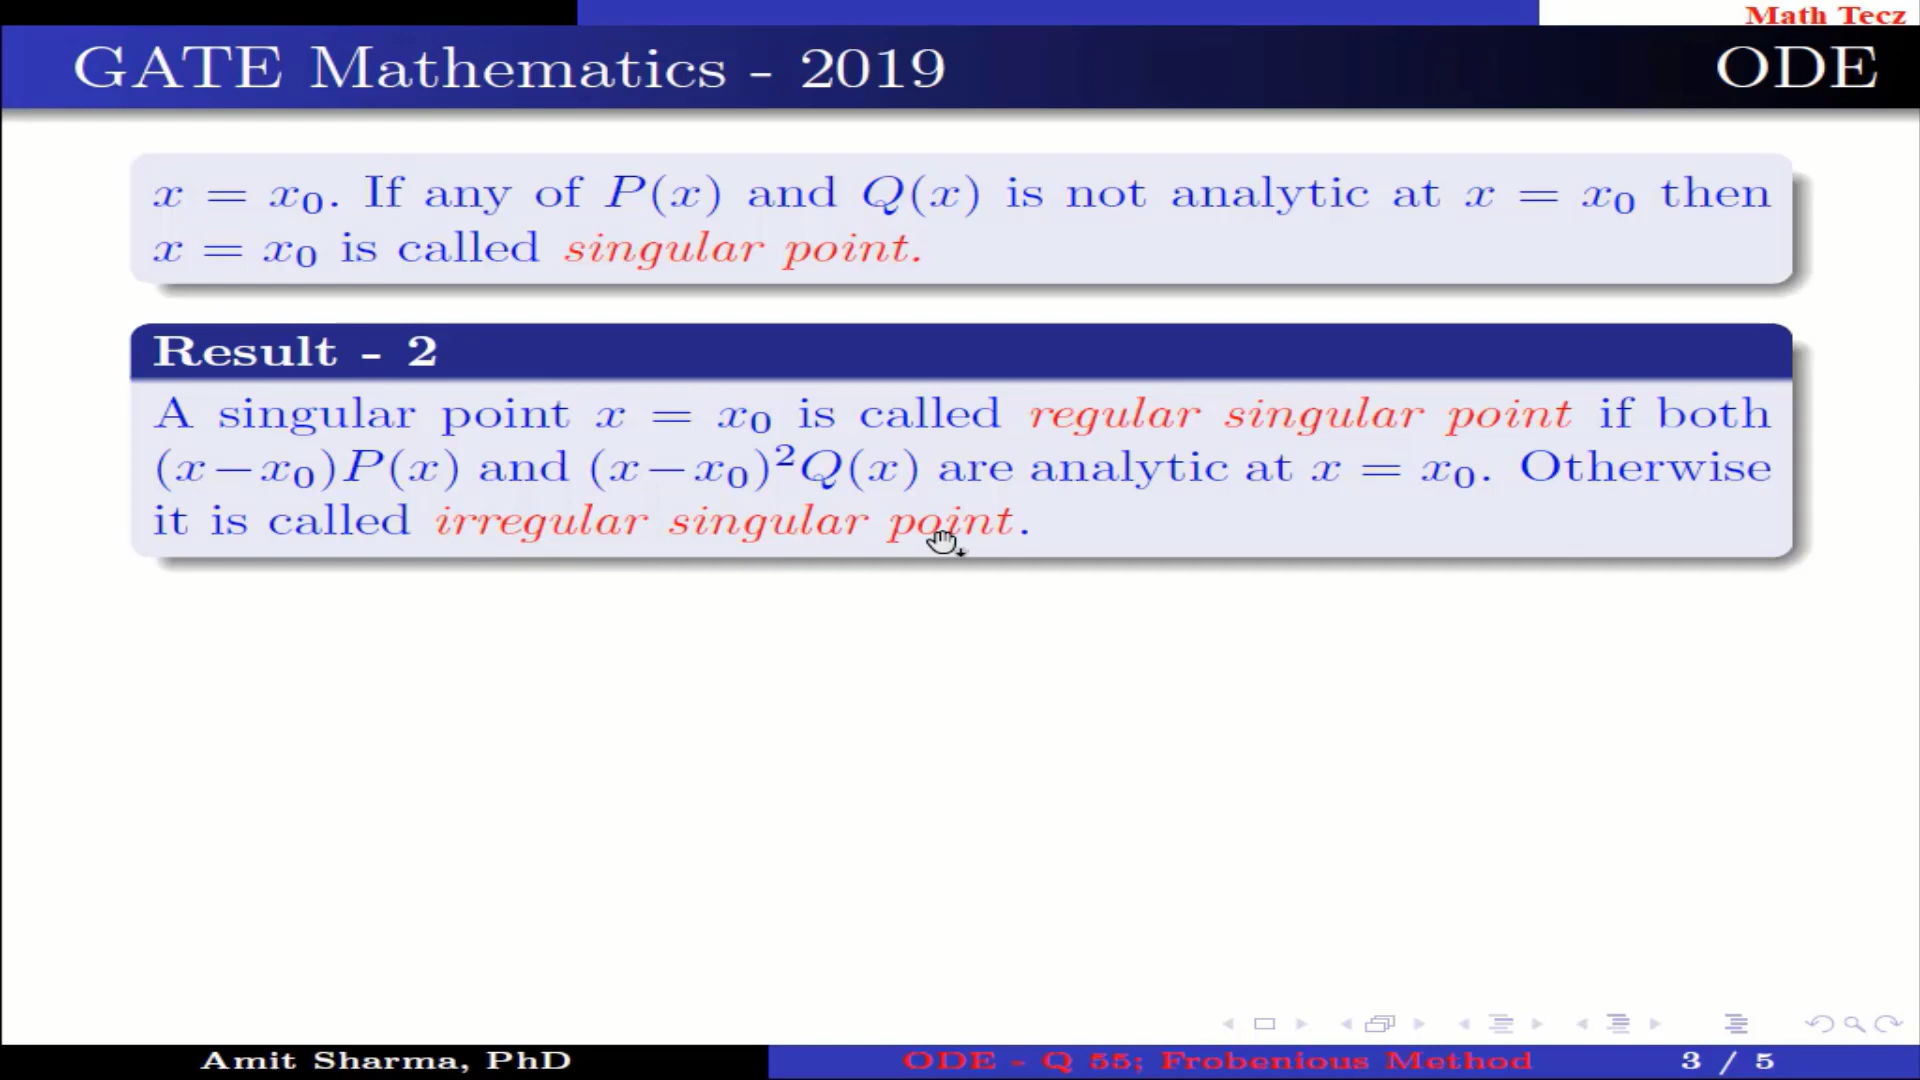 Math Tecz
GATE Mathematics - 2019 ODE
x = x₀. If any of P(x) and Q(x) is not analytic at x = x₀ then
x = x₀ is called singular point.
Result - 2
A singular point x = x₀ is called regular singular point if both
(x−x₀)P(x) and (x−x₀)²Q(x) are analytic at x = x₀. Otherwise
it is called irregular singular point.
Amit Sharma, PhD ODE - Q 55; Frobenious Method 3 / 5